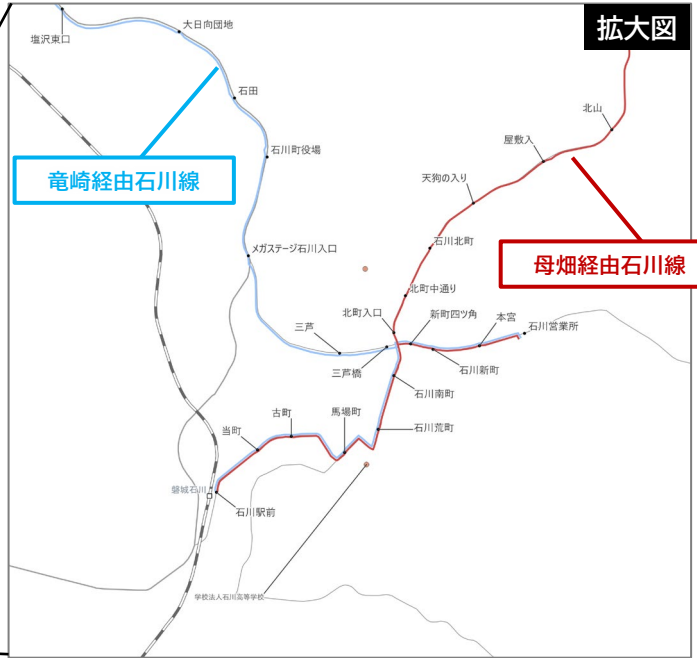 拡大図
塩沢東口
大日向団地
石田
石川町役場
竜崎経由石川線
北山
屋敷入
天狗の入り
石川北町
母畑経由石川線
メガステージ石川入口
北町中通り
北町入口
新町四ツ角
本宮
石川営業所
三芦
三芦橋
石川新町
石川南町
古町
馬場町
石川荒町
当町
磐城石川
石川駅前
学校法人石川高等学校